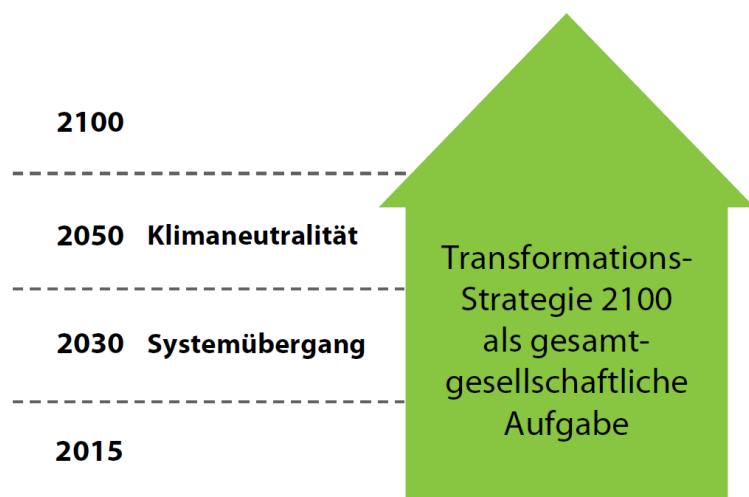 2100
2050 Klimaneutralität
2030 Systemübergang
2015
Transformations-
Strategie 2100
als gesamt-
gesellschaftliche
Aufgabe